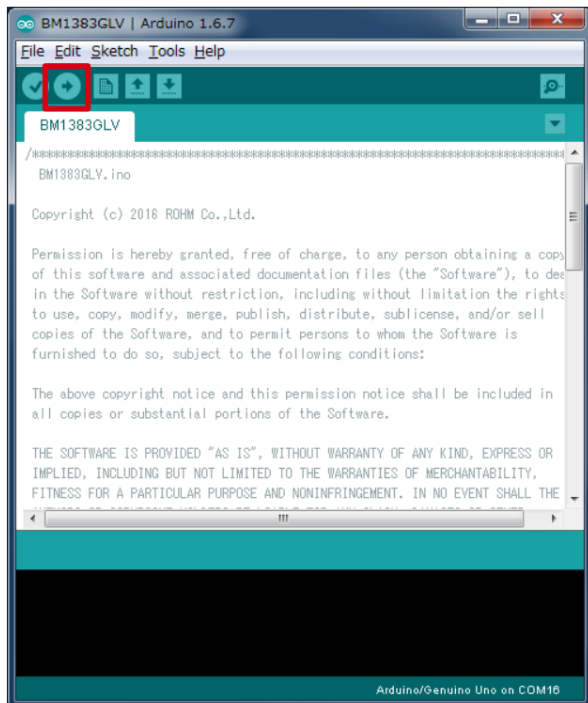 BM1383GLV | Arduino 1.6.7
File Edit Sketch Tools Help
BM1383GLV
BM1383GLV.ino
Copyright (c) 2016 ROHM Co.,Ltd.
Permission is hereby granted, free of charge, to any person obtaining a copy
of this software and associated documentation files (the "Software"), to dea
in the Software without restriction, including without limitation the rights
to use, copy, modify, merge, publish, distribute, sublicense, and/or sell
copies of the Software, and to permit persons to whom the Software is
furnished to do so, subject to the following conditions:
The above copyright notice and this permission notice shall be included in
all copies or substantial portions of the Software.
THE SOFTWARE IS PROVIDED "AS IS", WITHOUT WARRANTY OF ANY KIND, EXPRESS OR
IMPLIED, INCLUDING BUT NOT LIMITED TO THE WARRANTIES OF MERCHANTABILITY,
FITNESS FOR A PARTICULAR PURPOSE AND NONINFRINGEMENT. IN NO EVENT SHALL THE
Arduino/Genuino Uno on COM16